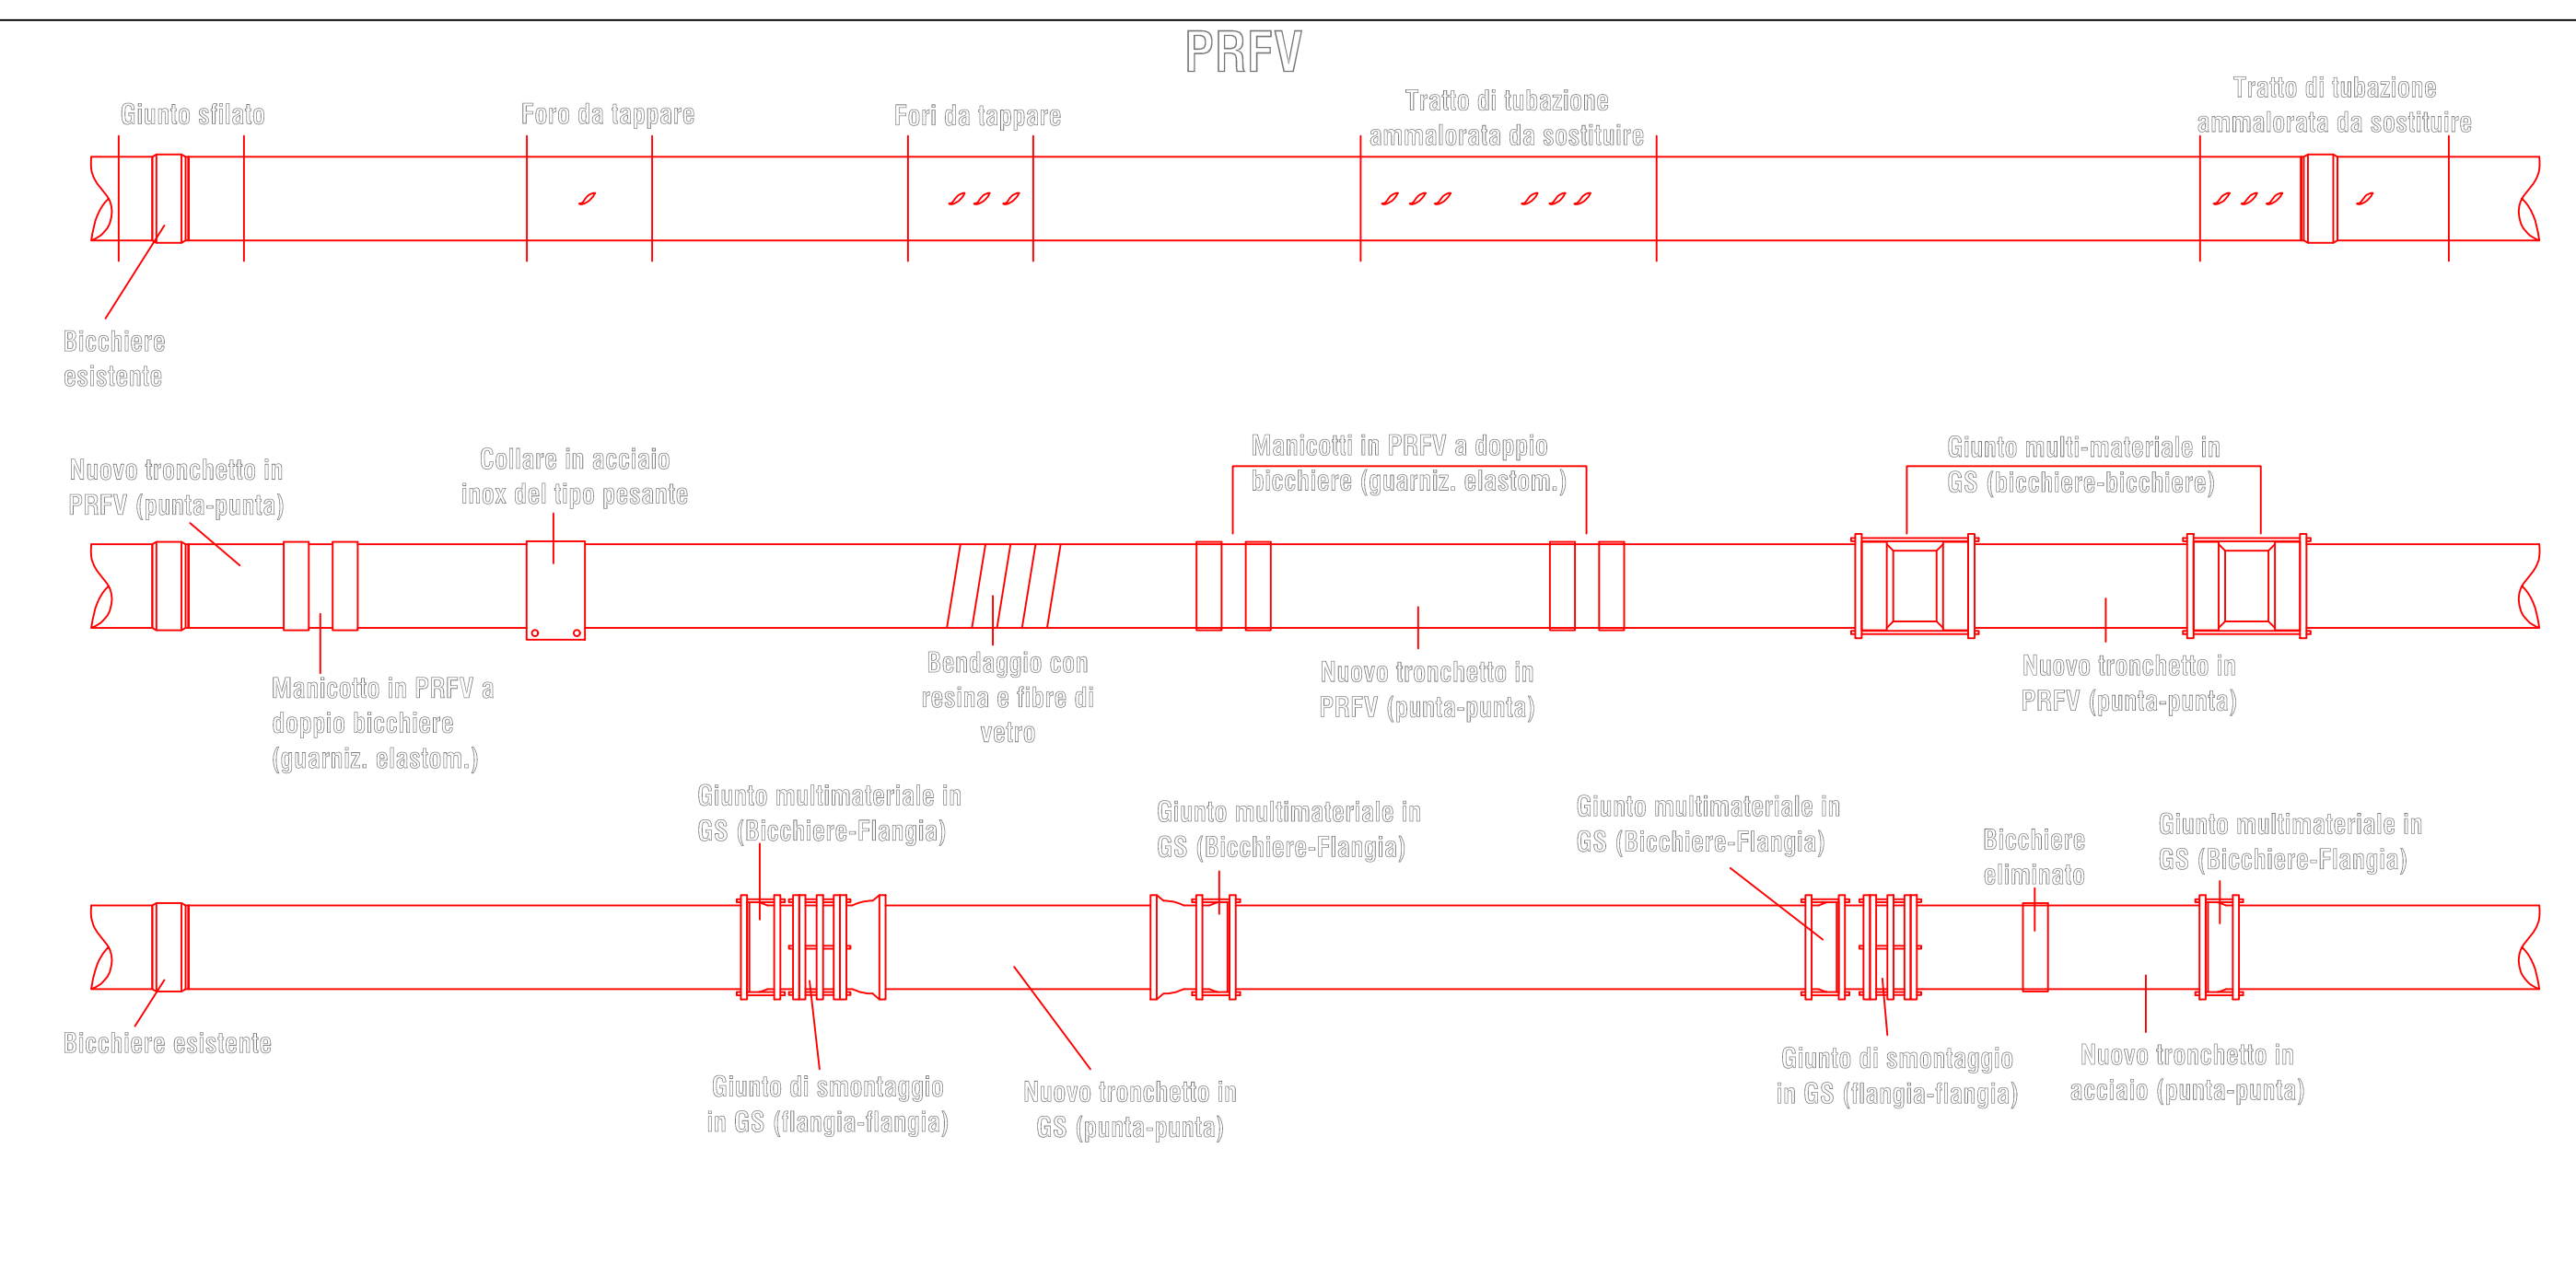 PRFV
Giunto sfilato
Foro da tappare
Fori da tappare
Tratto di tubazione
ammalorata da sostituire
Tratto di tubazione
ammalorata da sostituire
Bicchiere
esistente
Nuovo tronchetto in
PRFV (punta-punta)
Collare in acciaio
inox del tipo pesante
Manicotti in PRFV a doppio
bicchiere (guarniz. elastom.)
Giunto multi-materiale in
GS (bicchiere-bicchiere)
Manicotto in PRFV a
doppio bicchiere
(guarniz. elastom.)
Bendaggio con
resina e fibre di
vetro
Nuovo tronchetto in
PRFV (punta-punta)
Nuovo tronchetto in
PRFV (punta-punta)
Giunto multimateriale in
GS (Bicchiere-Flangia)
Giunto multimateriale in
GS (Bicchiere-Flangia)
Giunto multimateriale in
GS (Bicchiere-Flangia)
Bicchiere
eliminato
Giunto multimateriale in
GS (Bicchiere-Flangia)
Bicchiere esistente
Giunto di smontaggio
in GS (flangia-flangia)
Nuovo tronchetto in
GS (punta-punta)
Giunto di smontaggio
in GS (flangia-flangia)
Nuovo tronchetto in
acciaio (punta-punta)